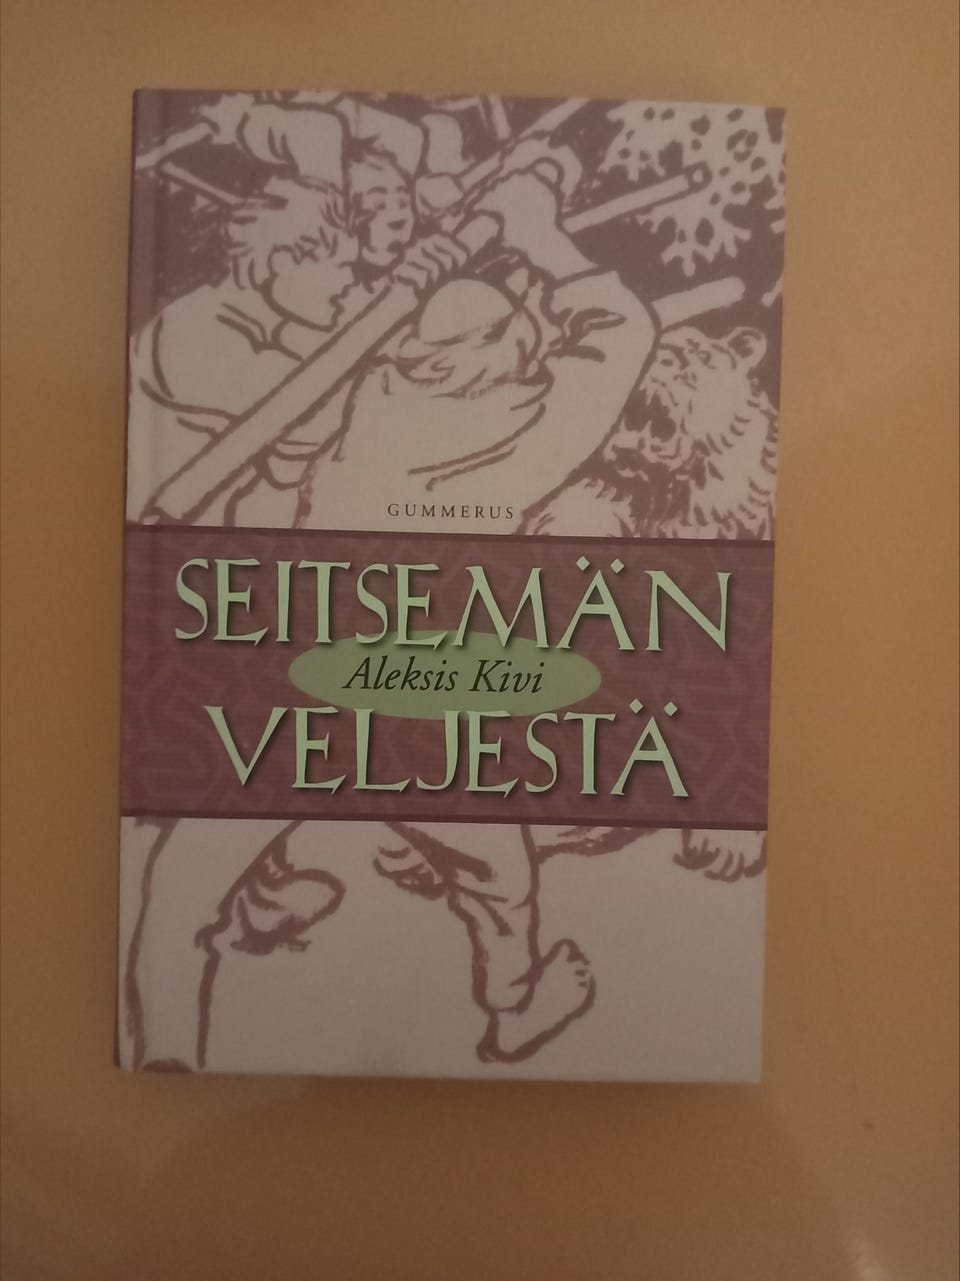 GUMMERUS
SEITSEMÄN
Aleksis Kivi
VELJESTÄ